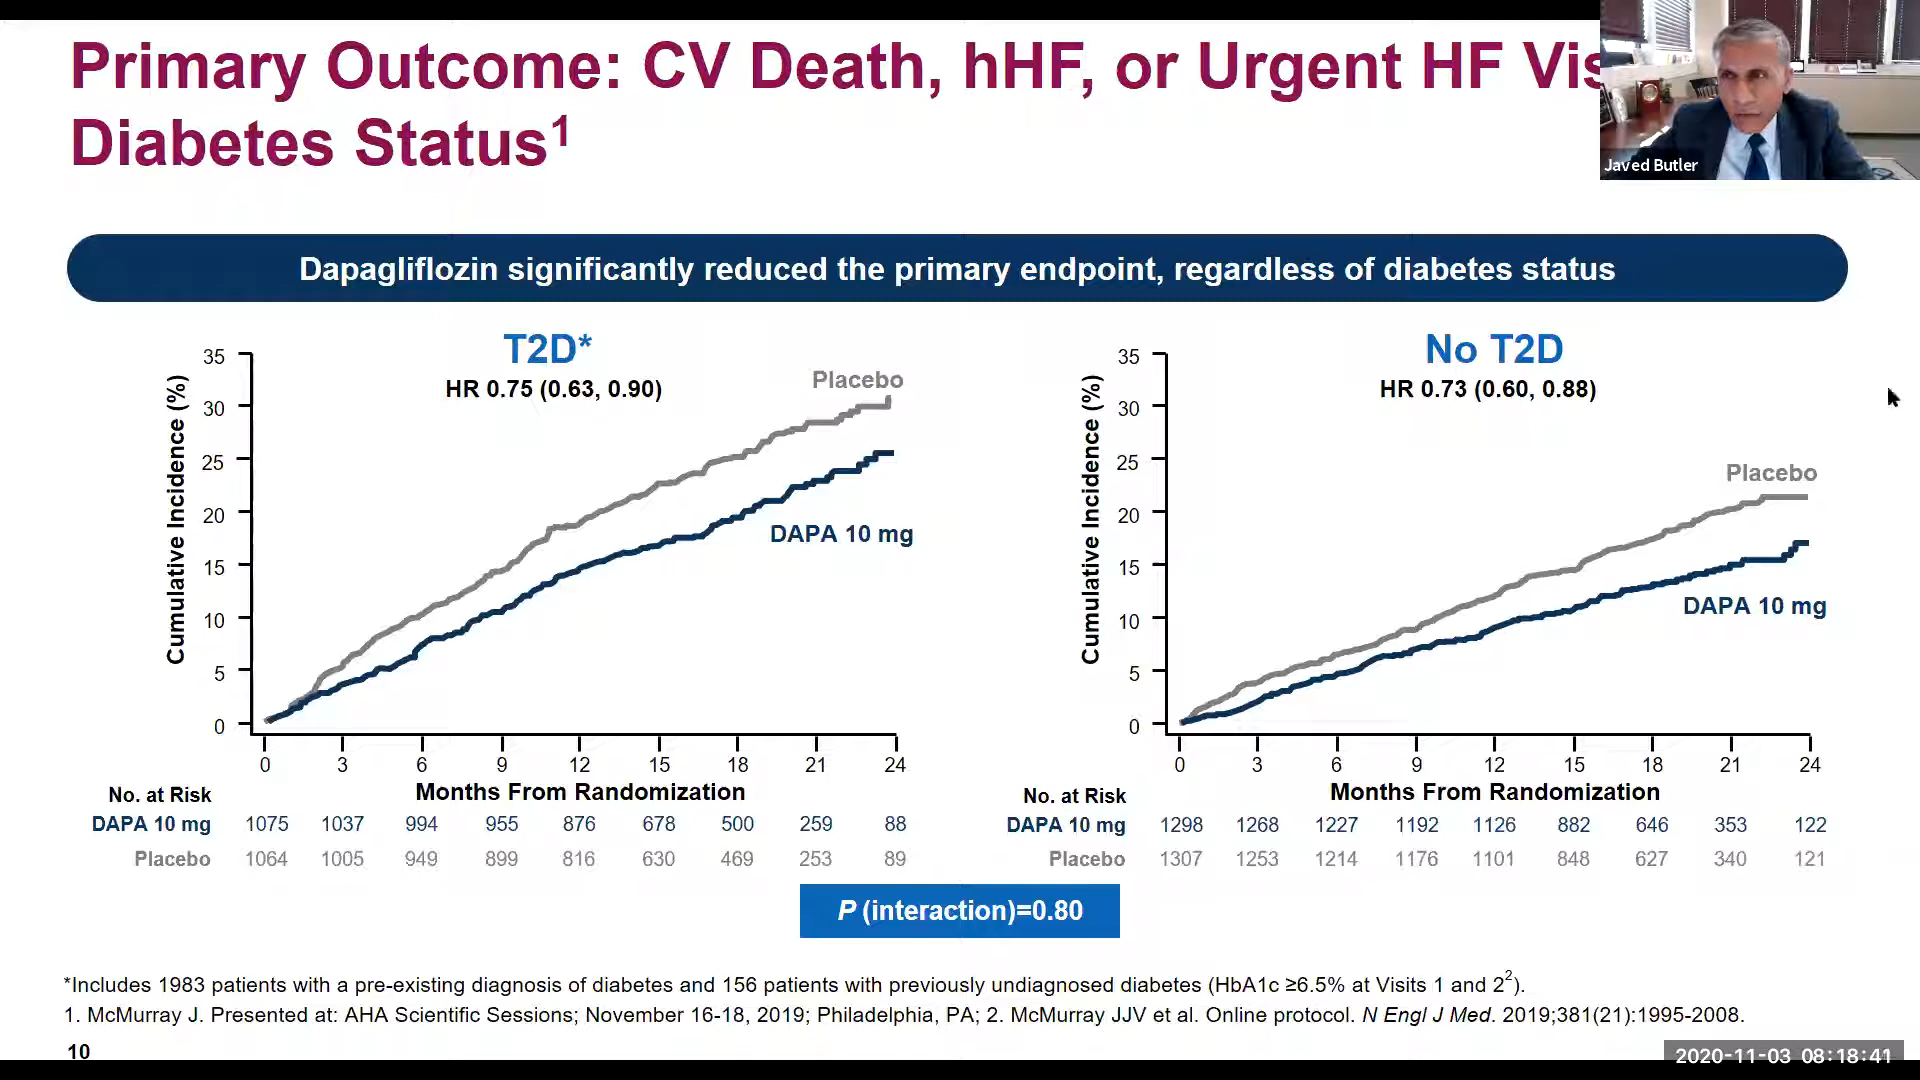 Primary Outcome: CV Death, hHF, or Urgent HF
Diabetes Status1
Javed Butler
Dapagliflozin significantly reduced the primary endpoint, regardless of diabetes status
T2D*
HR 0.75 (0.63, 0.90)
Placebo
DAPA 10 mg
Cumulative Incidence (%)
35
30
25
20
15
10
5
0
0 3 6 9 12 15 18 21 24
Months From Randomization
No. at Risk
DAPA 10 mg 1075 1037 994 955 876 678 500 259 88
Placebo 1064 1005 949 899 816 630 469 253 89
No T2D
HR 0.73 (0.60, 0.88)
Placebo
DAPA 10 mg
Cumulative Incidence (%)
35
30
25
20
15
10
5
0
0 3 6 9 12 15 18 21 24
Months From Randomization
No. at Risk
DAPA 10 mg 1298 1268 1227 1192 1126 882 646 353 122
Placebo 1307 1253 1214 1176 1101 848 627 340 121
P (interaction)=0.80
*Includes 1983 patients with a pre-existing diagnosis of diabetes and 156 patients with previously undiagnosed diabetes (HbA1c ≥6.5% at Visits 1 and 22).
1. McMurray J. Presented at: AHA Scientific Sessions; November 16-18, 2019; Philadelphia, PA; 2. McMurray JJV et al. Online protocol. N Engl J Med. 2019;381(21):1995-2008.
10
2020-11-03 08:18:41